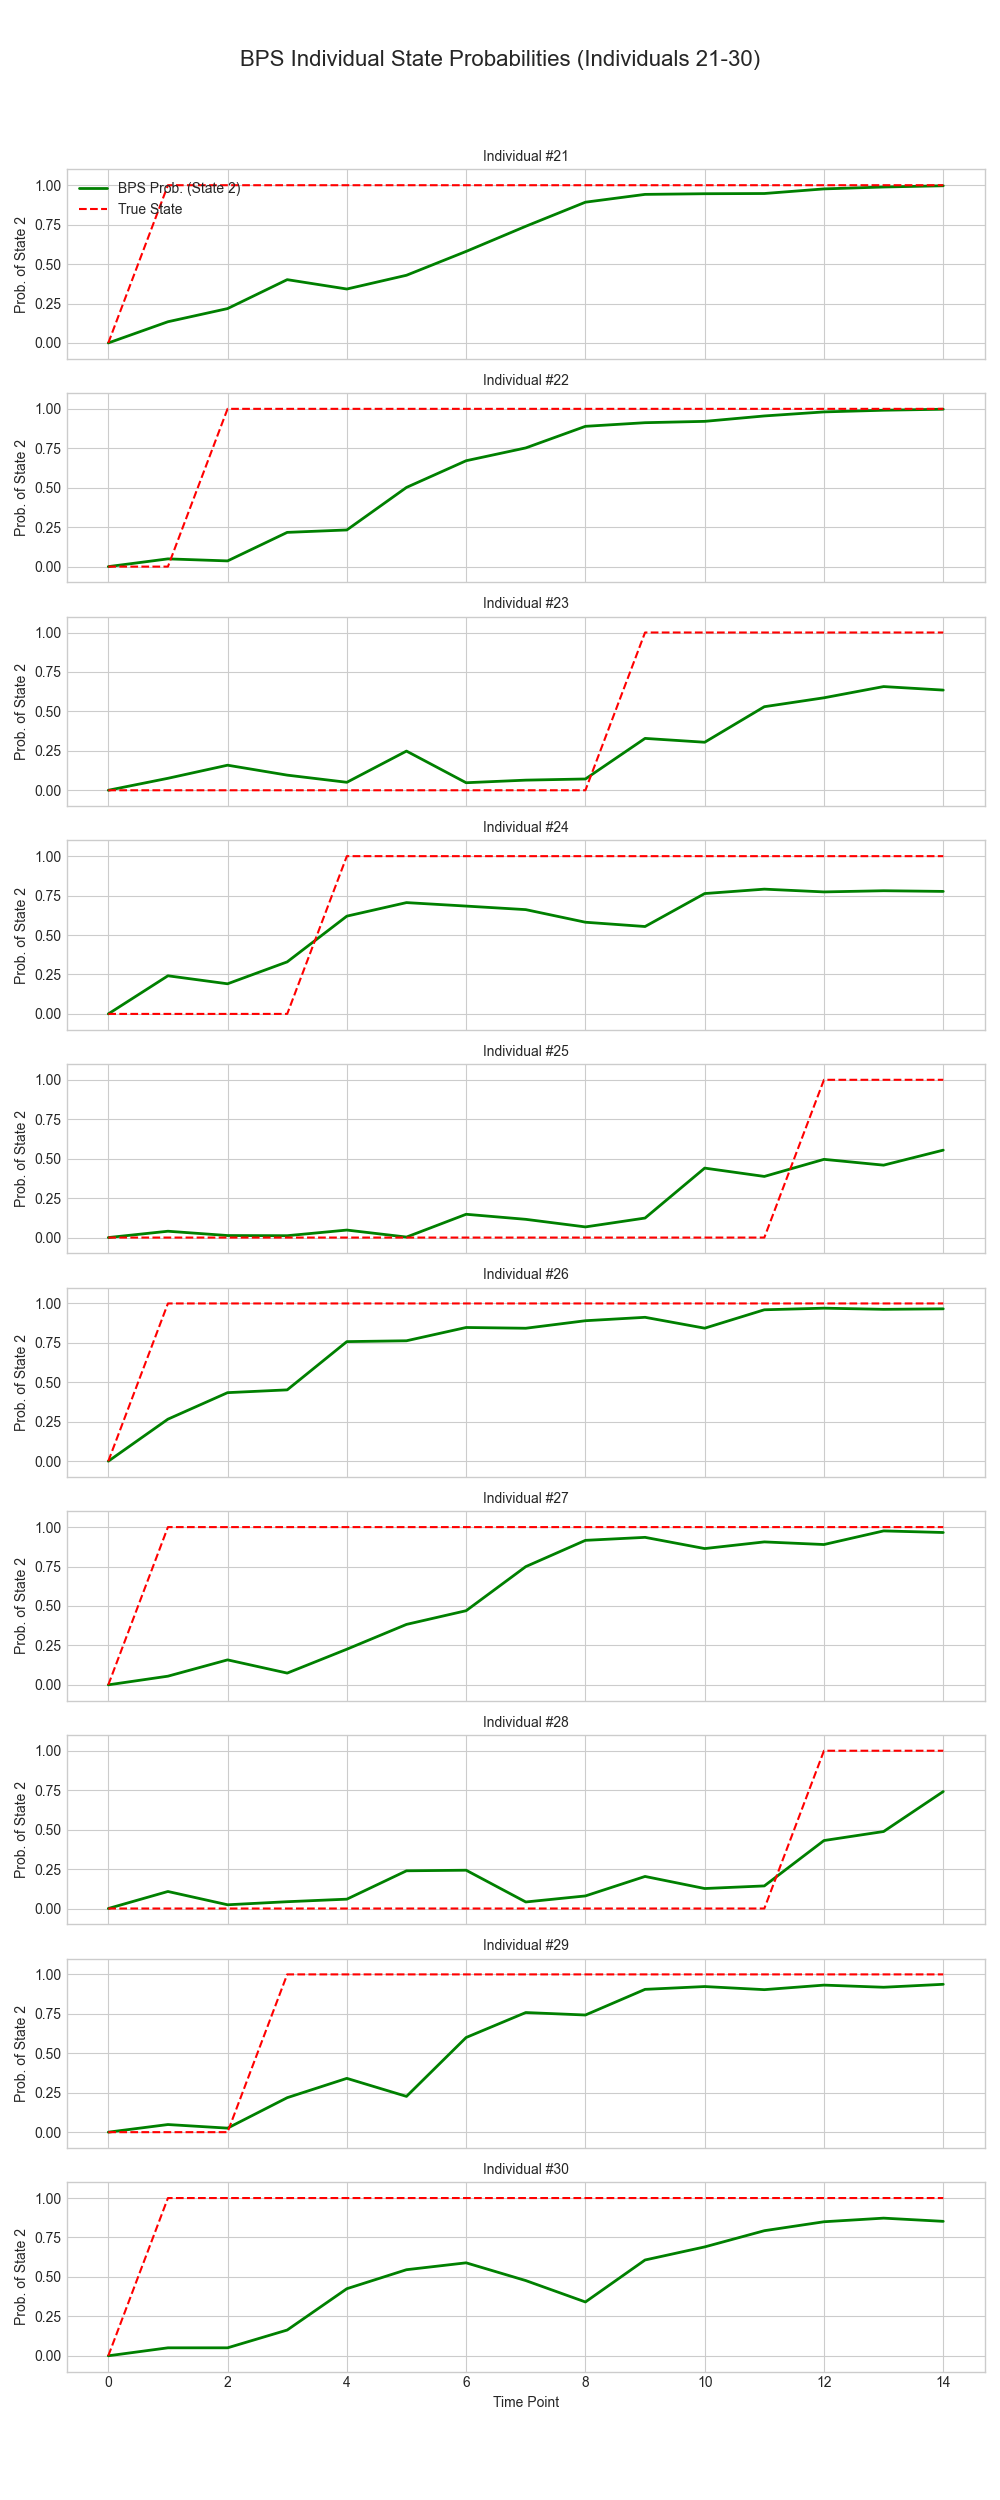 BPS Individual State Probabilities (Individuals 21-30)
Individual #21
BPS Prob. (State 2)
True State
Prob. of State 2
1.00
0.75
0.50
0.25
0.00
Individual #22
Prob. of State 2
1.00
0.75
0.50
0.25
0.00
Individual #23
Prob. of State 2
1.00
0.75
0.50
0.25
0.00
Individual #24
Prob. of State 2
1.00
0.75
0.50
0.25
0.00
Individual #25
Prob. of State 2
1.00
0.75
0.50
0.25
0.00
Individual #26
Prob. of State 2
1.00
0.75
0.50
0.25
0.00
Individual #27
Prob. of State 2
1.00
0.75
0.50
0.25
0.00
Individual #28
Prob. of State 2
1.00
0.75
0.50
0.25
0.00
Individual #29
Prob. of State 2
1.00
0.75
0.50
0.25
0.00
Individual #30
Prob. of State 2
1.00
0.75
0.50
0.25
0.00
0 2 4 6 8 10 12 14
Time Point